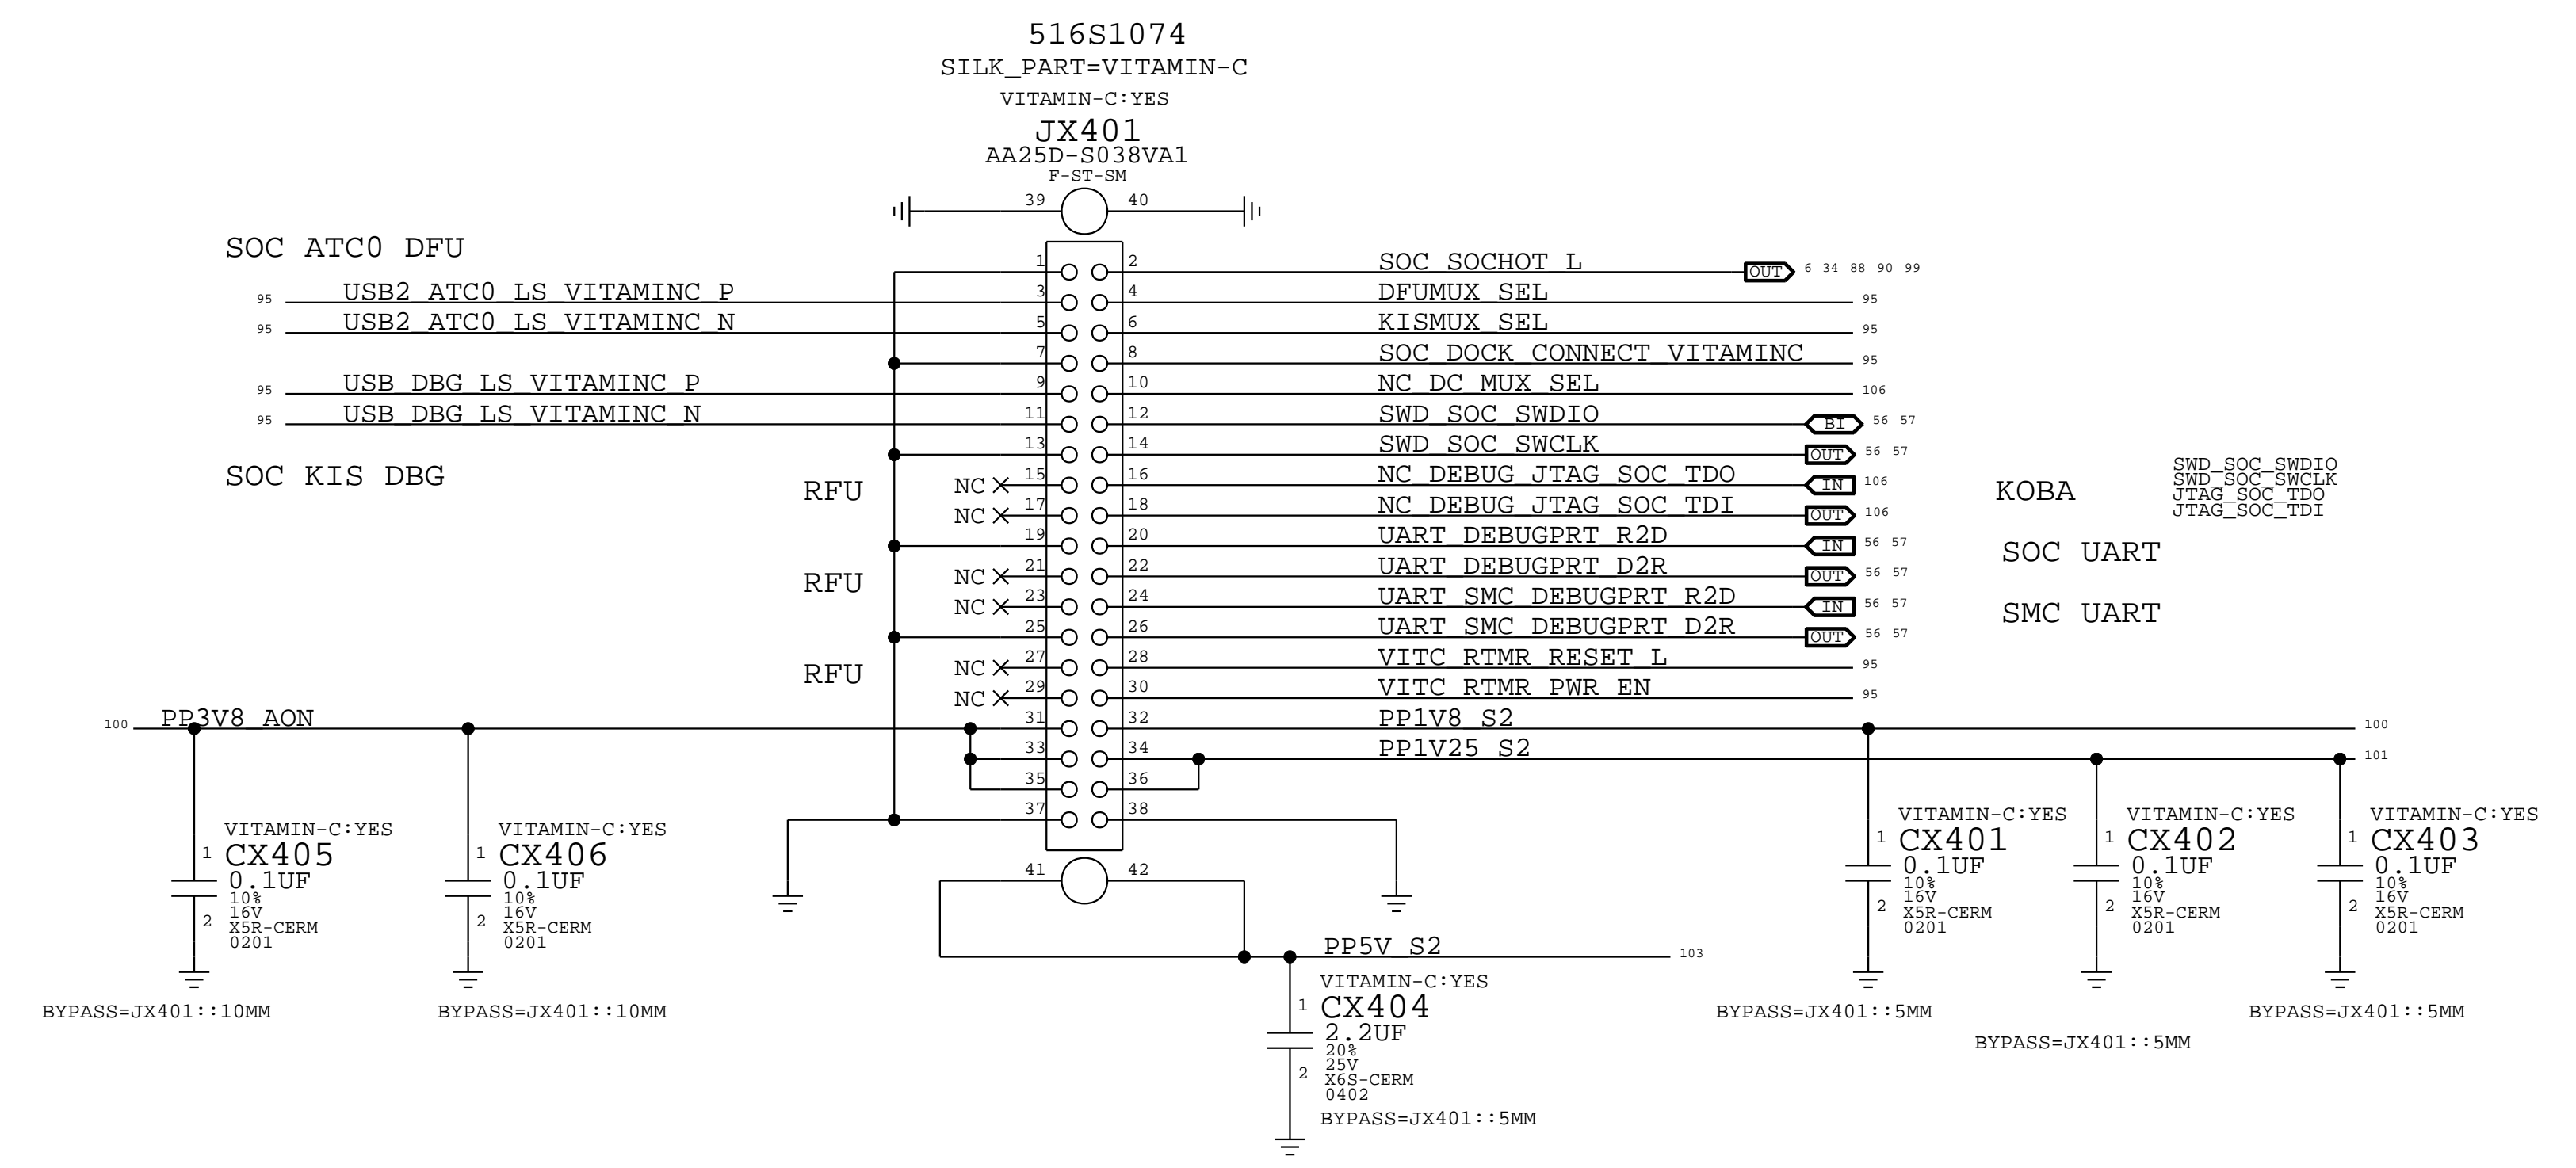 516S1074
SILK_PART=VITAMIN-C
VITAMIN-C:YES
JX401
AA25D-S038VA1
F-ST-SM
39 40
SOC ATC0 DFU
1 2 SOC_SOCHOT_L OUT 6 34 88 90 99
95 USB2_ATC0_LS_VITAMINC_P 3 4 DFUMUX_SEL 95
95 USB2_ATC0_LS_VITAMINC_N 5 6 KISMUX_SEL 95
7 8 SOC_DOCK_CONNECT_VITAMINC 95
95 USB_DBG_LS_VITAMINC_P 9 10 NC_DC_MUX_SEL 106
95 USB_DBG_LS_VITAMINC_N 11 12 SWD_SOC_SWDIO BI 56 57
13 14 SWD_SOC_SWCLK OUT 56 57
SOC KIS DBG
RFU
NC 15 16 NC_DEBUG_JTAG_SOC_TDO IN 106
NC 17 18 NC_DEBUG_JTAG_SOC_TDI OUT 106
KOBA
SWD_SOC_SWDIO
SWD_SOC_SWCLK
JTAG_SOC_TDO
JTAG_SOC_TDI
19 20 UART_DEBUGPRT_R2D IN 56 57
SOC UART
RFU
NC 21 22 UART_DEBUGPRT_D2R OUT 56 57
NC 23 24 UART_SMC_DEBUGPRT_R2D IN 56 57
SMC UART
25 26 UART_SMC_DEBUGPRT_D2R OUT 56 57
RFU
NC 27 28 VITC_RTMR_RESET_L 95
NC 29 30 VITC_RTMR_PWR_EN 95
100 PP3V8_AON 31 32 PP1V8_S2 100
33 34 PP1V25_S2 101
35 36
37 38
41 42
VITAMIN-C:YES
1 CX405
0.1UF
10%
16V
2 X5R-CERM
0201
BYPASS=JX401::10MM
VITAMIN-C:YES
1 CX406
0.1UF
10%
16V
2 X5R-CERM
0201
BYPASS=JX401::10MM
PP5V_S2 103
VITAMIN-C:YES
1 CX404
2.2UF
20%
25V
2 X6S-CERM
0402
BYPASS=JX401::5MM
VITAMIN-C:YES
1 CX401
0.1UF
10%
16V
2 X5R-CERM
0201
BYPASS=JX401::5MM
VITAMIN-C:YES
1 CX402
0.1UF
10%
16V
2 X5R-CERM
0201
BYPASS=JX401::5MM
VITAMIN-C:YES
1 CX403
0.1UF
10%
16V
2 X5R-CERM
0201
BYPASS=JX401::5MM